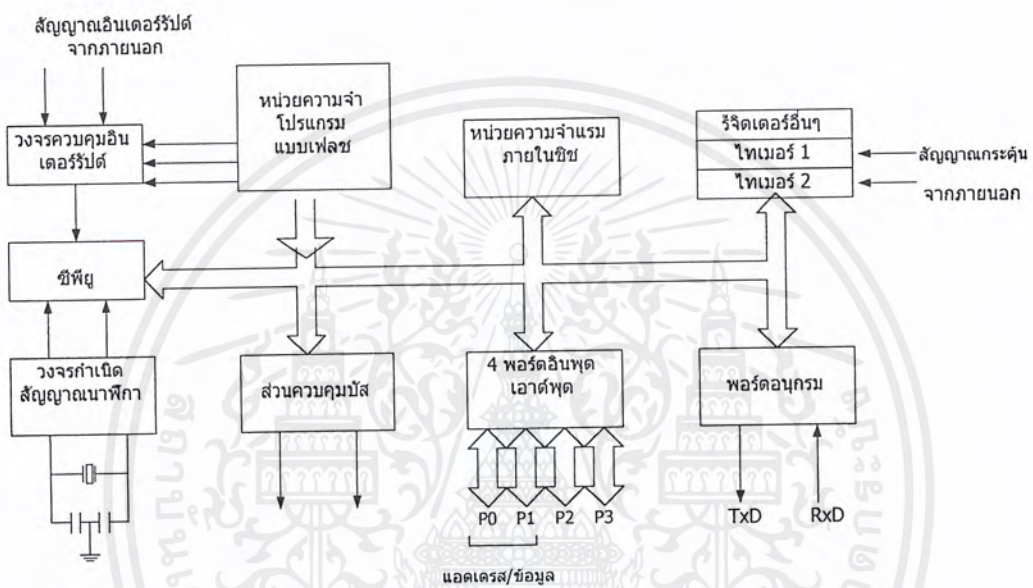 สัญญาณอินเตอร์รัปต์
จากภายนอก
วงจรควบคุมอิน
เตอร์รัปต์
หน่วยความจำ
โปรแกรม
แบบเฟลช
หน่วยความจำแรม
ภายในชิช
รีจิตเตอร์อื่นๆ
ไทเมอร์ 1
ไทเมอร์ 2
สัญญาณกระตุ้น
จากภายนอก
ซีพียู
วงจรกำเนิด
สัญญาณนาฬิกา
ส่วนควบคุมบัส
4 พอร์ตอินพุต
เอาต์พุต
พอร์ตอนุกรม
P0 P1 P2 P3
TxD RxD
แอดเดรส/ข้อมูล